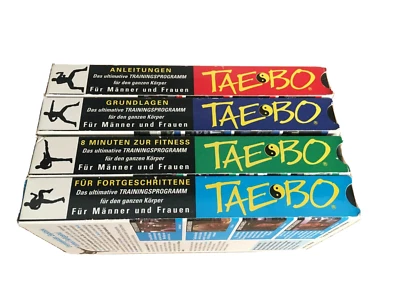 ANLEITUNGEN
Das ultimative TRAININGSPROGRAMM
für den ganzen Körper
Für Männer und Frauen
TAE BO®
GRUNDLAGEN
Das ultimative TRAININGSPROGRAMM
für den ganzen Körper
Für Männer und Frauen
TAE BO®
8 MINUTEN ZUR FITNESS
Das ultimative TRAININGSPROGRAMM
für den ganzen Körper
Für Männer und Frauen
TAE BO®
FÜR FORTGESCHRITTENE
Das ultimative TRAININGSPROGRAMM
für den ganzen Körper
Für Männer und Frauen
TAE BO®